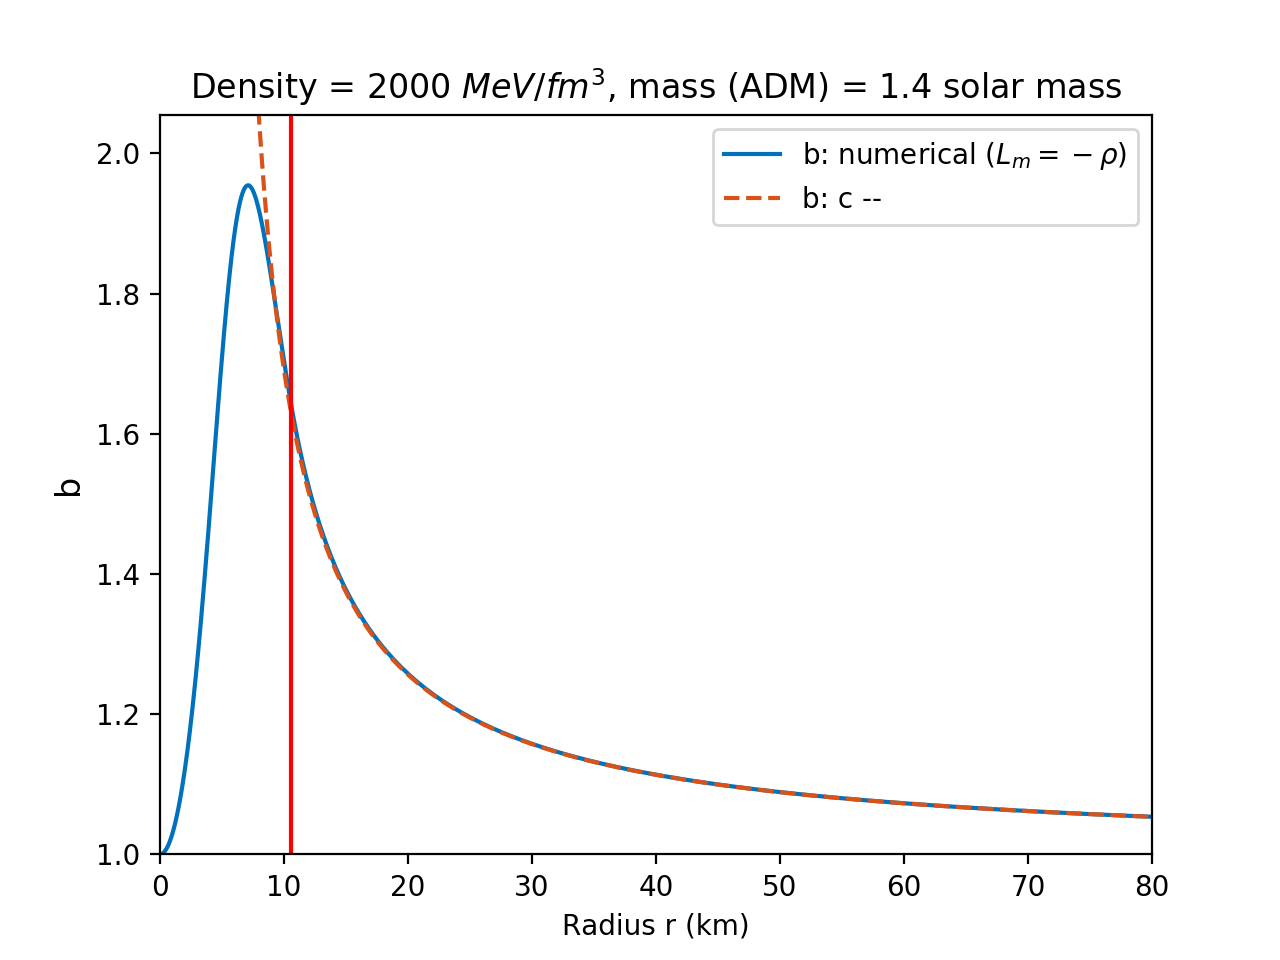 Density = 2000 MeV/fm³, mass (ADM) = 1.4 solar mass
b: numerical (Lₘ = −ρ)
b: c --
2.0
1.8
1.6
1.4
1.2
1.0
b
0 10 20 30 40 50 60 70 80
Radius r (km)